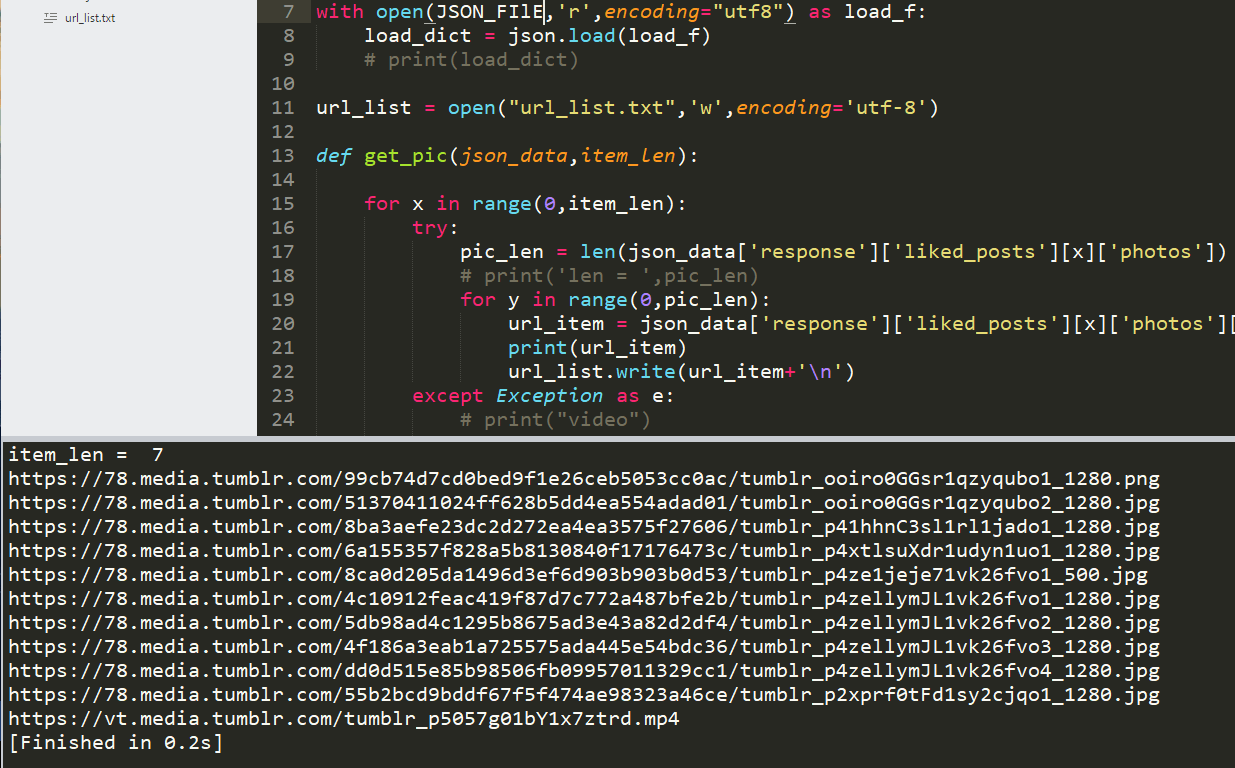 url_list.txt
7 with open(JSON_FIlE,'r',encoding="utf8") as load_f:
8 load_dict = json.load(load_f)
9 # print(load_dict)
10
11 url_list = open("url_list.txt",'w',encoding='utf-8')
12
13 def get_pic(json_data,item_len):
14
15 for x in range(0,item_len):
16 try:
17 pic_len = len(json_data['response']['liked_posts'][x]['photos'])
18 # print('len = ',pic_len)
19 for y in range(0,pic_len):
20 url_item = json_data['response']['liked_posts'][x]['photos'][
21 print(url_item)
22 url_list.write(url_item+'\n')
23 except Exception as e:
24 # print("video")
item_len =  7
https://78.media.tumblr.com/99cb74d7cd0bed9f1e26ceb5053cc0ac/tumblr_ooiro0GGsr1qzyqubo1_1280.png
https://78.media.tumblr.com/51370411024ff628b5dd4ea554adad01/tumblr_ooiro0GGsr1qzyqubo2_1280.jpg
https://78.media.tumblr.com/8ba3aefe23dc2d272ea4ea3575f27606/tumblr_p41hhnC3sl1rl1jado1_1280.jpg
https://78.media.tumblr.com/6a155357f828a5b8130840f17176473c/tumblr_p4xtlsuXdr1udyn1uo1_1280.jpg
https://78.media.tumblr.com/8ca0d205da1496d3ef6d903b903b0d53/tumblr_p4ze1jeje71vk26fvo1_500.jpg
https://78.media.tumblr.com/4c10912feac419f87d7c772a487bfe2b/tumblr_p4zellymJL1vk26fvo1_1280.jpg
https://78.media.tumblr.com/5db98ad4c1295b8675ad3e43a82d2df4/tumblr_p4zellymJL1vk26fvo2_1280.jpg
https://78.media.tumblr.com/4f186a3eab1a725575ada445e54bdc36/tumblr_p4zellymJL1vk26fvo3_1280.jpg
https://78.media.tumblr.com/dd0d515e85b98506fb09957011329cc1/tumblr_p4zellymJL1vk26fvo4_1280.jpg
https://78.media.tumblr.com/55b2bcd9bddf67f5f474ae98323a46ce/tumblr_p2xprf0tFd1sy2cjqo1_1280.jpg
https://vt.media.tumblr.com/tumblr_p5057g01bY1x7ztrd.mp4
[Finished in 0.2s]